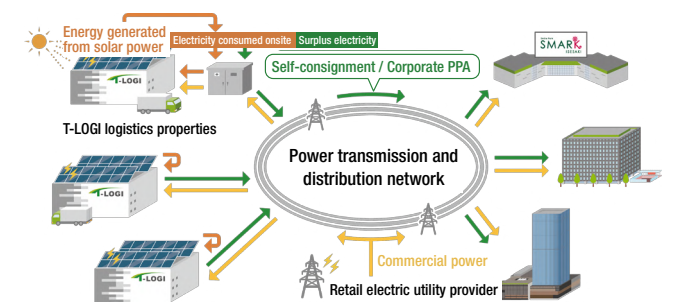 Energy generated
from solar power
Electricity consumed onsite
Surplus electricity
Self-consignment / Corporate PPA
SMARK
T-LOGI
T-LOGI logistics properties
Power transmission and
distribution network
T-LOGI
T-LOGI
Commercial power
Retail electric utility provider